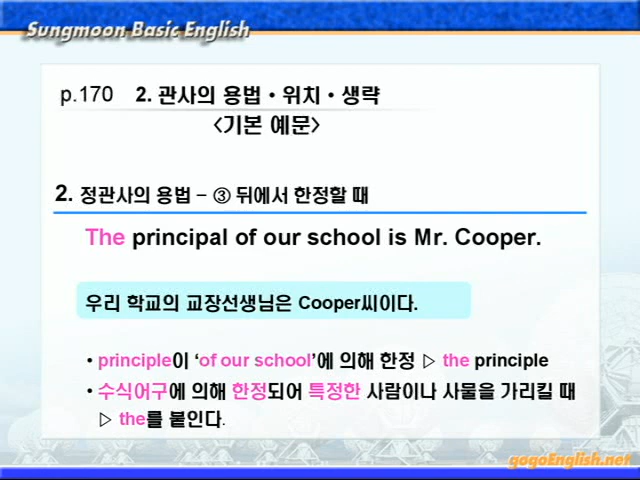 Sungmoon Basic English
p.170 2. 관사의 용법 • 위치 • 생략
<기본 예문>
2. 정관사의 용법 – ③ 뒤에서 한정할 때
The principal of our school is Mr. Cooper.
우리 학교의 교장선생님은 Cooper씨이다.
• principle이 ‘of our school’에 의해 한정 ▷ the principle
• 수식어구에 의해 한정되어 특정한 사람이나 사물을 가리킬 때
▷ the를 붙인다.
gogoEnglish.net